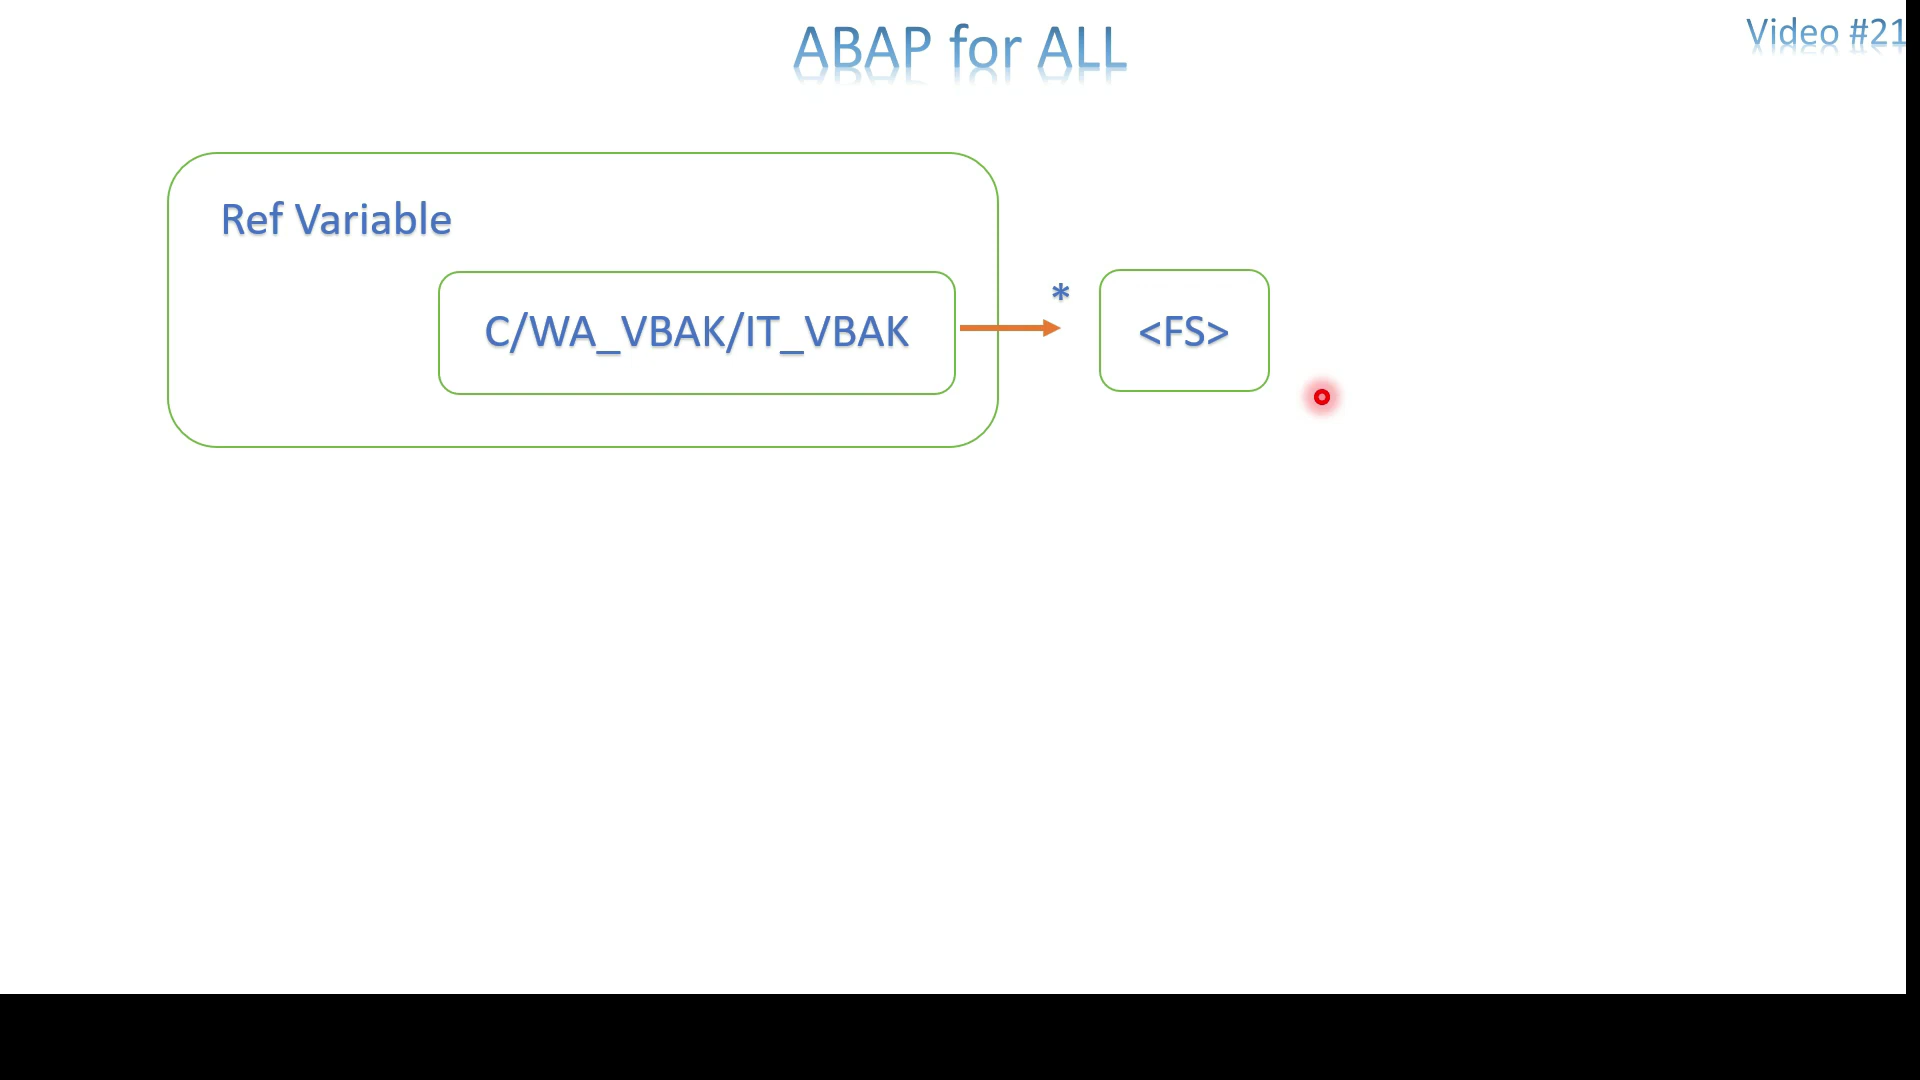 ABAP for ALL
Video #21
Ref Variable
C/WA_VBAK/IT_VBAK
*
<FS>